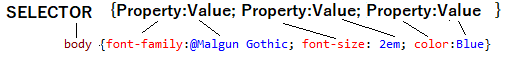 SELECTOR {Property:Value; Property:Value; Property:Value }
body {font-family:@Malgun Gothic; font-size: 2em; color:Blue}